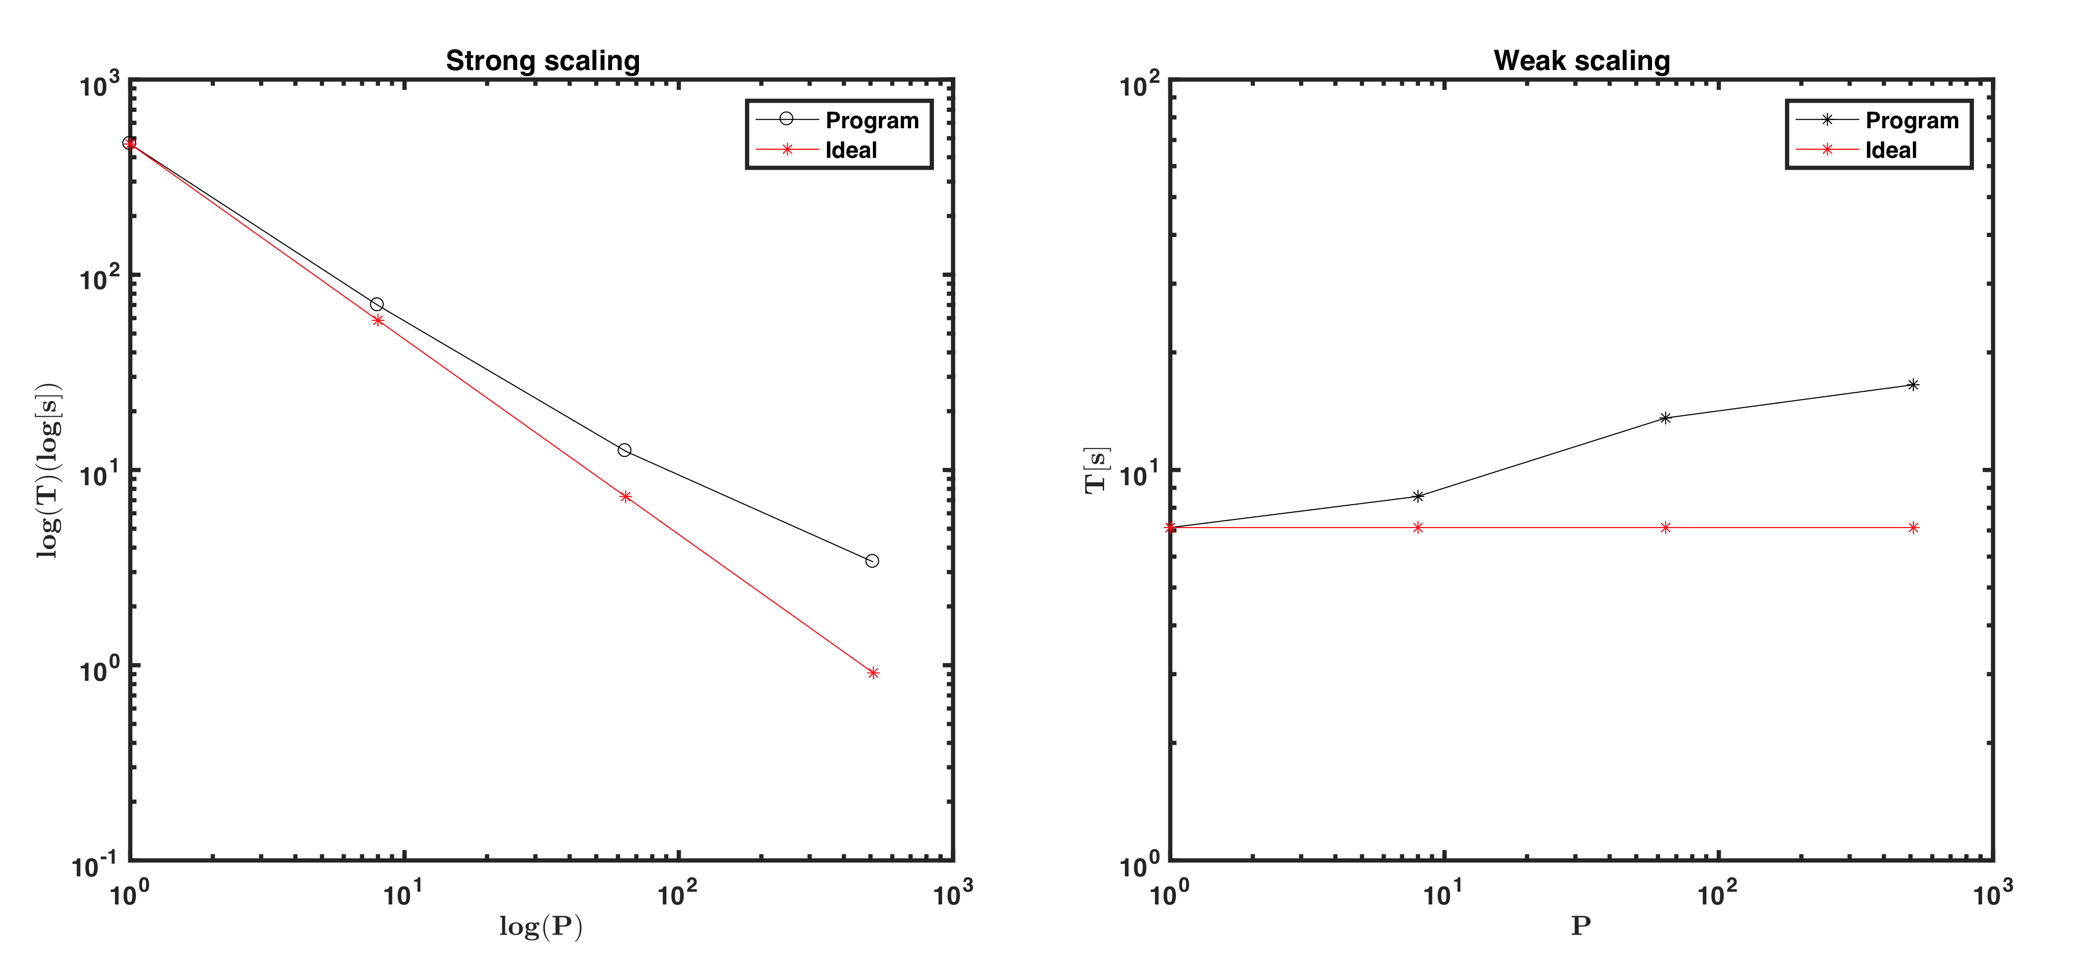 Strong scaling
10^3
10^2
10^1
10^0
10^-1
log(T)(log[s])
10^0 10^1 10^2 10^3
log(P)
Program
Ideal
Weak scaling
10^2
10^1
10^0
T[s]
10^0 10^1 10^2 10^3
P
Program
Ideal